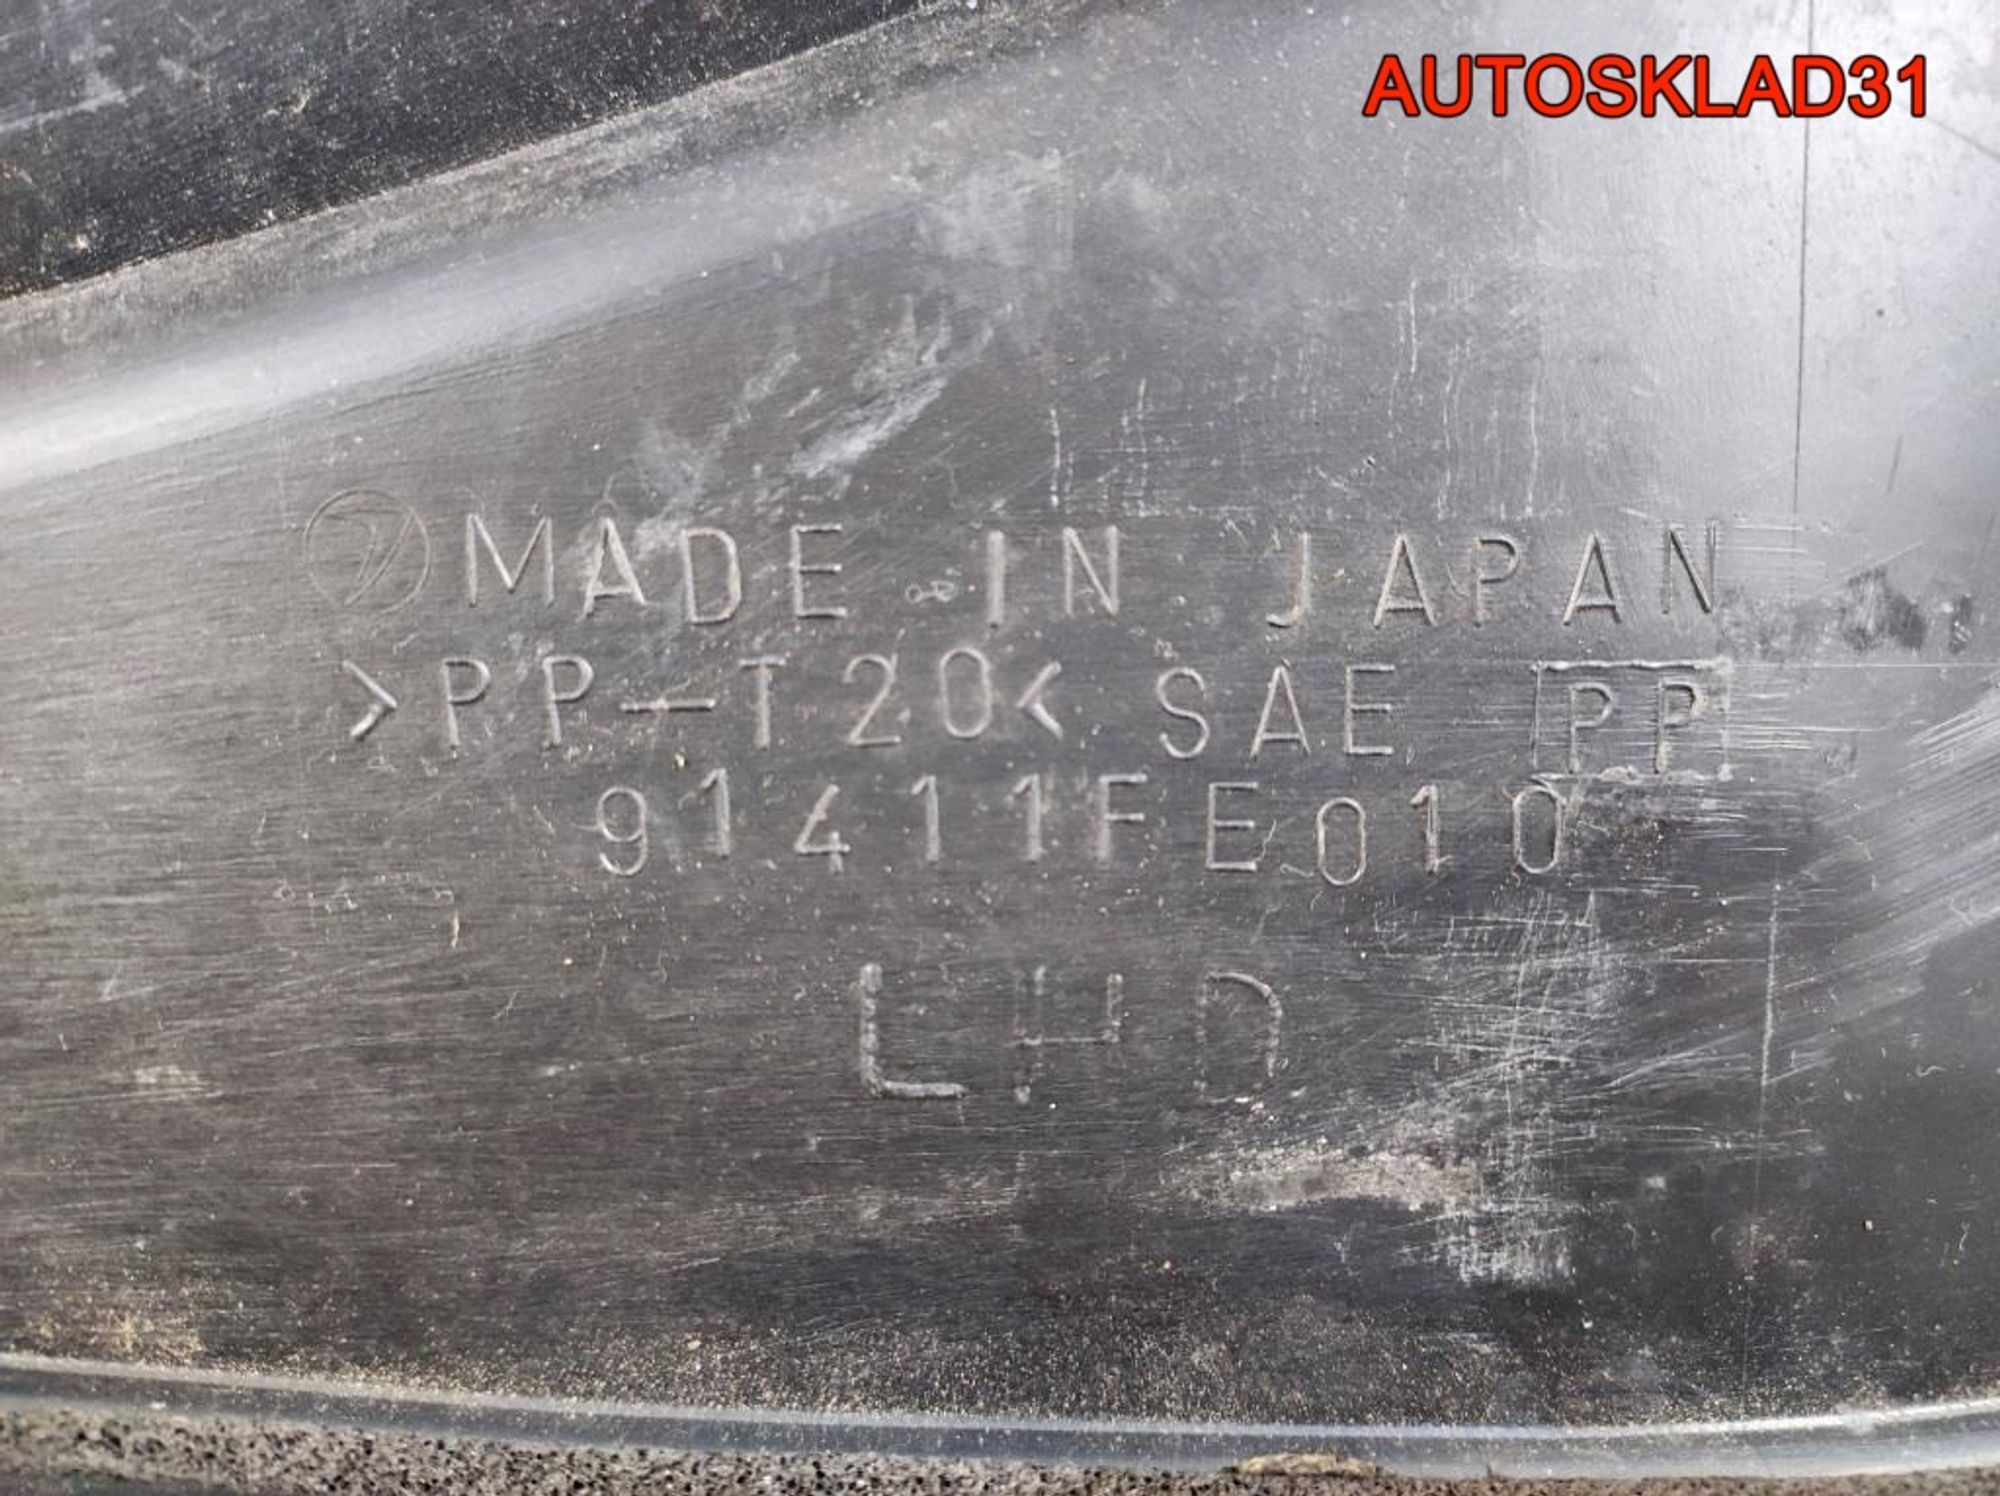 AUTOSKLAD31
MADE IN JAPAN
>PP-T20< SAE PP
91411FE010
LHD